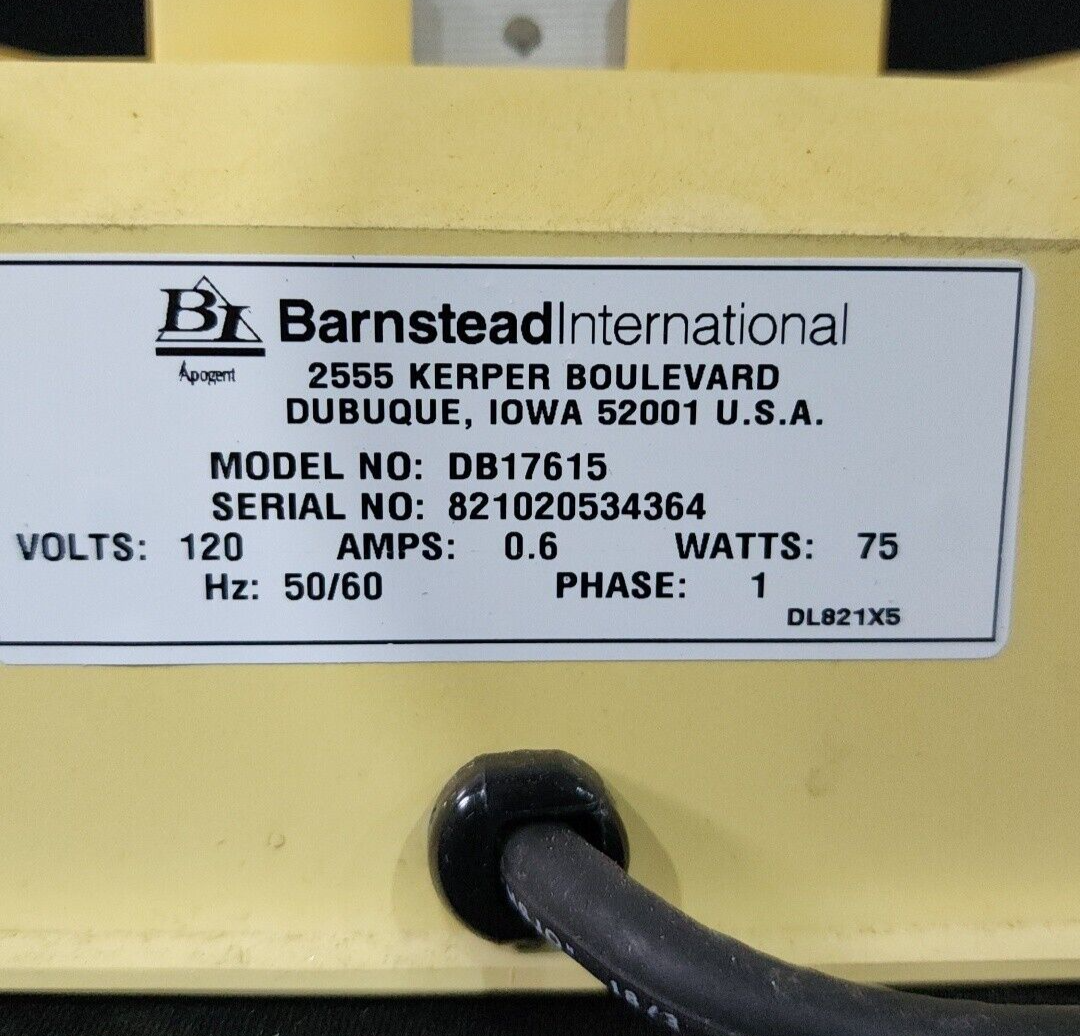 BI BarnsteadInternational
Apogent
2555 KERPER BOULEVARD
DUBUQUE, IOWA 52001 U.S.A.
MODEL NO: DB17615
SERIAL NO: 821020534364
VOLTS: 120 AMPS: 0.6 WATTS: 75
Hz: 50/60 PHASE: 1
DL821X5